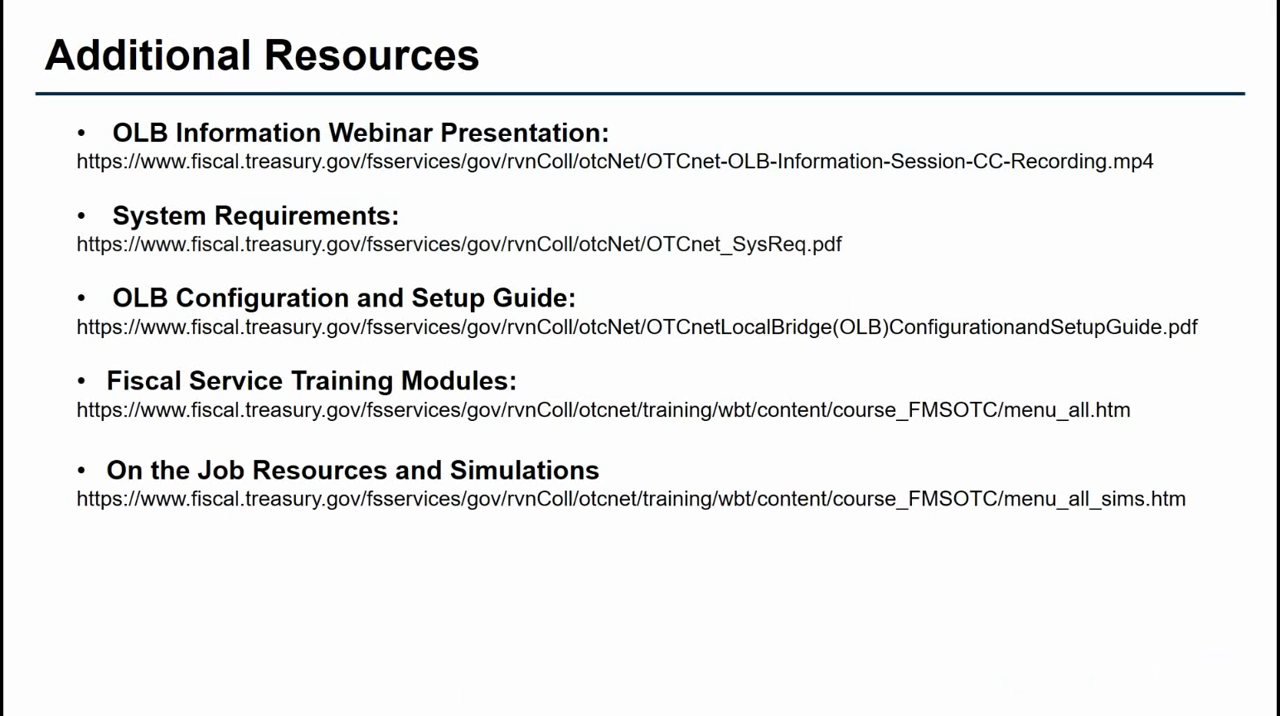 Additional Resources
• OLB Information Webinar Presentation:
https://www.fiscal.treasury.gov/fsservices/gov/rvnColl/otcNet/OTCnet-OLB-Information-Session-CC-Recording.mp4
• System Requirements:
https://www.fiscal.treasury.gov/fsservices/gov/rvnColl/otcNet/OTCnet_SysReq.pdf
• OLB Configuration and Setup Guide:
https://www.fiscal.treasury.gov/fsservices/gov/rvnColl/otcNet/OTCnetLocalBridge(OLB)ConfigurationandSetupGuide.pdf
• Fiscal Service Training Modules:
https://www.fiscal.treasury.gov/fsservices/gov/rvnColl/otcnet/training/wbt/content/course_FMSOTC/menu_all.htm
• On the Job Resources and Simulations
https://www.fiscal.treasury.gov/fsservices/gov/rvnColl/otcnet/training/wbt/content/course_FMSOTC/menu_all_sims.htm